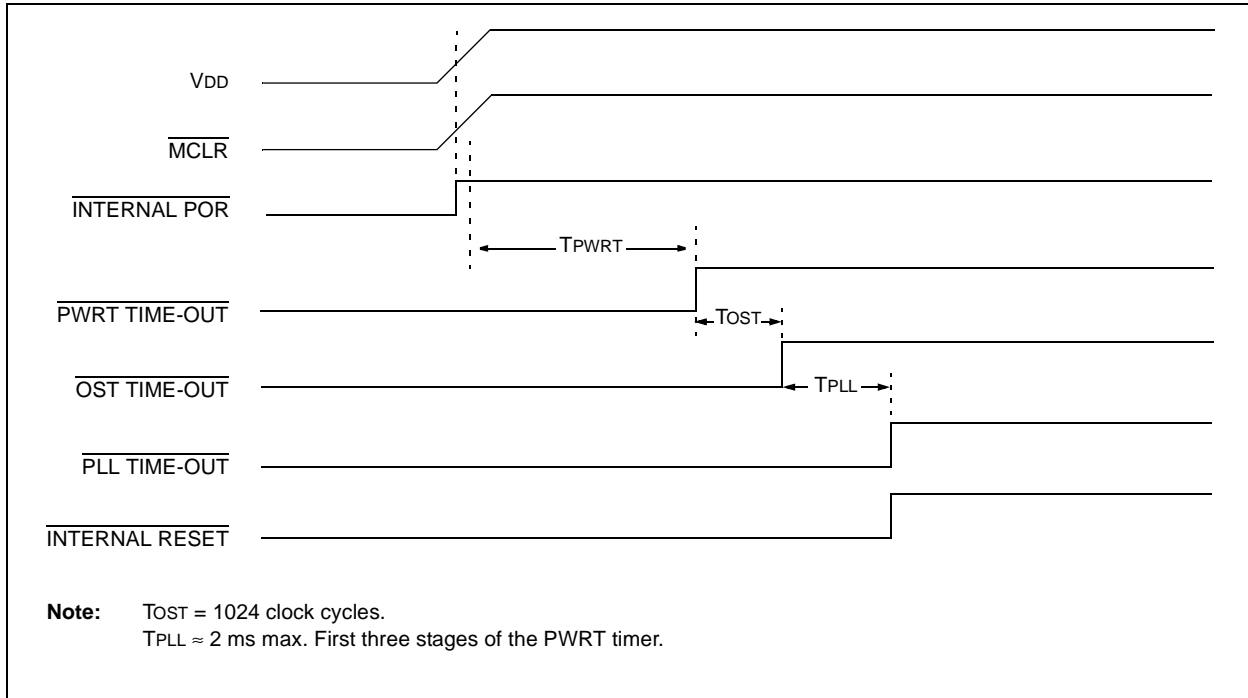 VDD
MCLR
INTERNAL POR
TPWRT
PWRT TIME-OUT
TOST
OST TIME-OUT
TPLL
PLL TIME-OUT
INTERNAL RESET
Note: TOST = 1024 clock cycles.
TPLL ≈ 2 ms max. First three stages of the PWRT timer.